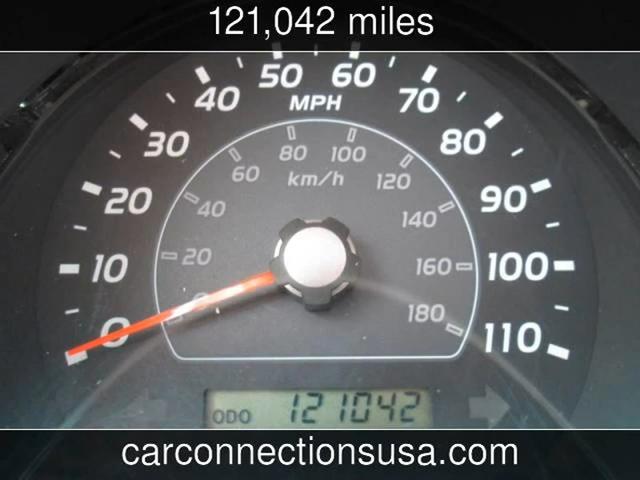 121,042 miles
50 60
40 MPH 70
30 80
80 100
60 km/h 120
20 90
40 140
10 20 160 100
0 0 180 110
ODO 121042
carconnectionsusa.com